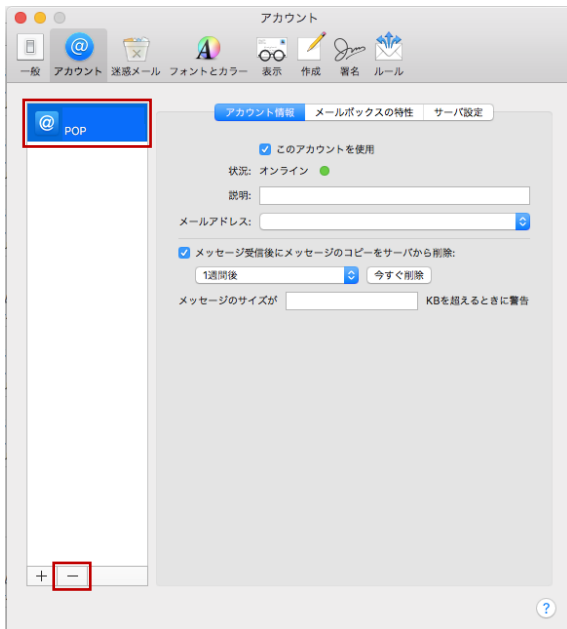 アカウント
一般 アカウント 迷惑メール フォントとカラー 表示 作成 署名 ルール
@ POP
アカウント情報 メールボックスの特性 サーバ設定
このアカウントを使用
状況: オンライン
説明:
メールアドレス:
メッセージ受信後にメッセージのコピーをサーバから削除:
1週間後 今すぐ削除
メッセージのサイズが KBを超えるときに警告
+ −
?